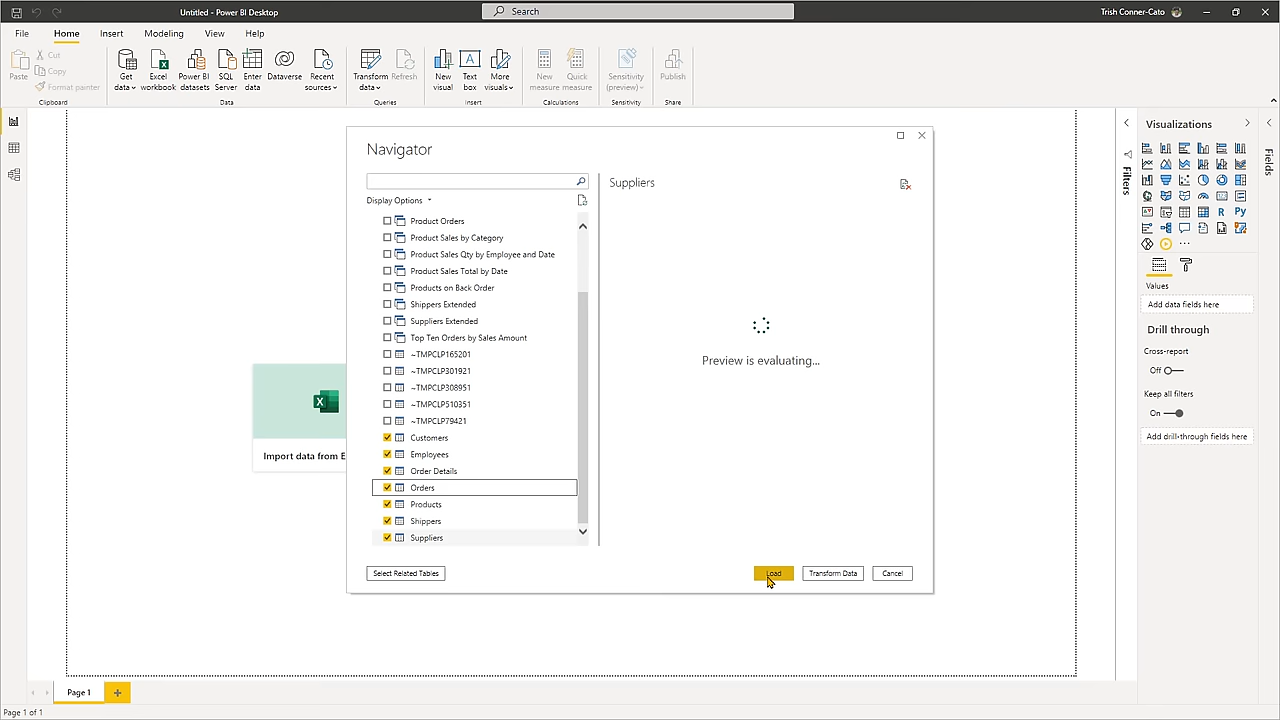 Untitled - Power BI Desktop
Search
Trish Conner-Cato
File
Home
Insert
Modeling
View
Help
Paste
Cut
Copy
Format painter
Clipboard
Get data
Excel workbook
Power BI datasets
SQL Server
Enter data
Dataverse
Recent sources
Data
Transform data
Refresh
Queries
New visual
Text box
More visuals
Insert
New measure
Quick measure
Calculations
Sensitivity (preview)
Sensitivity
Publish
Share
Navigator
Display Options
Product Orders
Product Sales by Category
Product Sales Qty by Employee and Date
Product Sales Total by Date
Products on Back Order
Shippers Extended
Suppliers Extended
Top Ten Orders by Sales Amount
~TMPCLP165201
~TMPCLP301921
~TMPCLP308951
~TMPCLP510351
~TMPCLP79421
Customers
Employees
Order Details
Orders
Products
Shippers
Suppliers
Select Related Tables
Suppliers
Preview is evaluating...
Load
Transform Data
Cancel
Import data from E
Filters
Visualizations
Fields
R
Py
Values
Add data fields here
Drill through
Cross-report
Off
Keep all filters
On
Add drill-through fields here
Page 1
Page 1 of 1